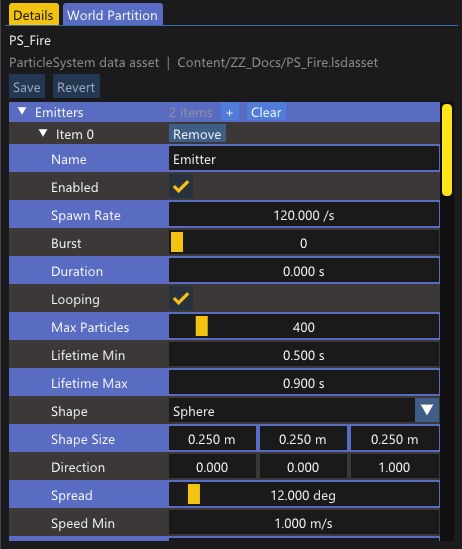 Details World Partition
PS_Fire
ParticleSystem data asset | Content/ZZ_Docs/PS_Fire.lsdasset
Save Revert
Emitters 2 items + Clear
Item 0 Remove
Name Emitter
Enabled
Spawn Rate 120.000 /s
Burst 0
Duration 0.000 s
Looping
Max Particles 400
Lifetime Min 0.500 s
Lifetime Max 0.900 s
Shape Sphere
Shape Size 0.250 m 0.250 m 0.250 m
Direction 0.000 0.000 1.000
Spread 12.000 deg
Speed Min 1.000 m/s